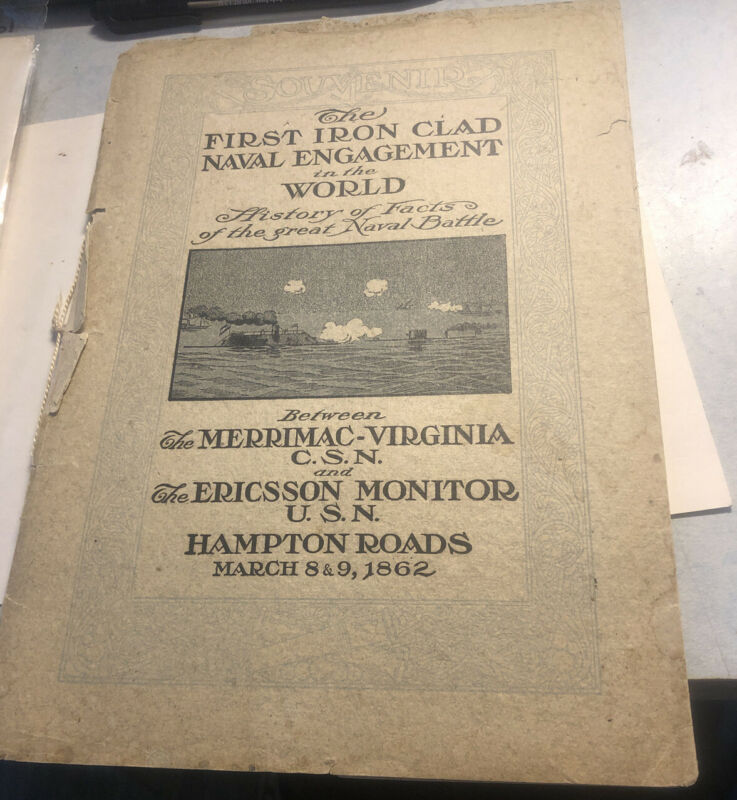 SOUVENIR
The
FIRST IRON CLAD
NAVAL ENGAGEMENT
in the
WORLD
History of Facts
of the great Naval Battle
Between
The MERRIMAC-VIRGINIA
C.S.N.
and
The ERICSSON MONITOR
U.S.N.
HAMPTON ROADS
MARCH 8 & 9, 1862